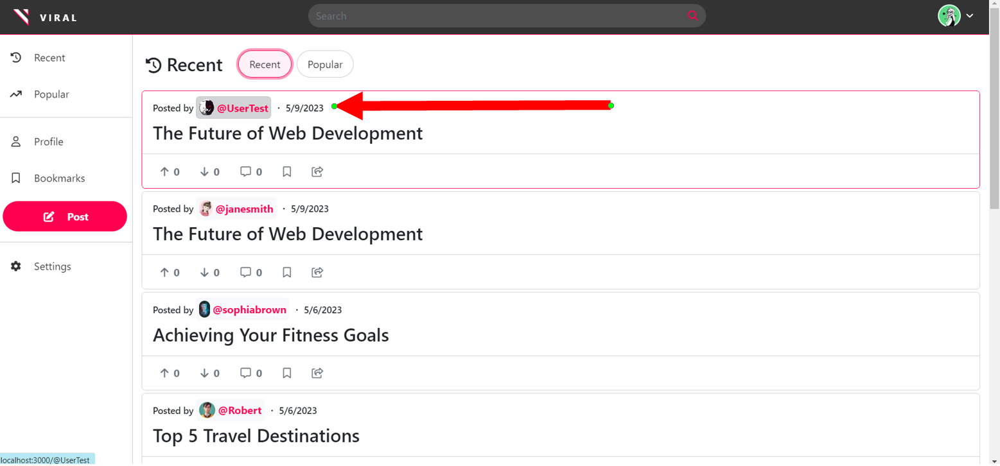 VIRAL
Search
Recent
Popular
Profile
Bookmarks
Post
Settings
Recent Recent Popular
Posted by @UserTest · 5/9/2023
The Future of Web Development
0 0 0
Posted by @janesmith · 5/9/2023
The Future of Web Development
0 0 0
Posted by @sophiabrown · 5/6/2023
Achieving Your Fitness Goals
0 0 0
Posted by @Robert · 5/6/2023
Top 5 Travel Destinations
localhost:3000/@UserTest